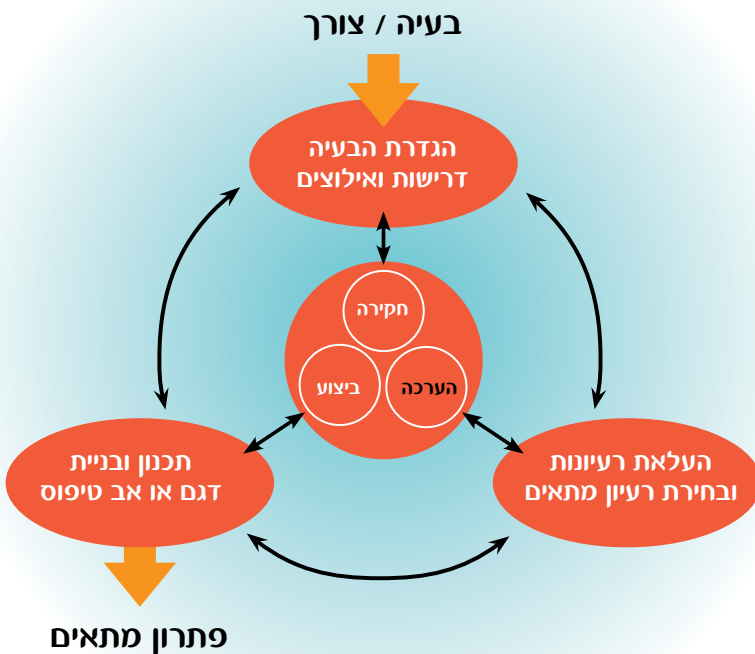 בעיה / צורך
הגדרת הבעיה
דרישות ואילוצים
חקירה
הערכה
ביצוע
העלאת רעיונות
ובחירת רעיון מתאים
תכנון ובניית
דגם או אב טיפוס
פתרון מתאים